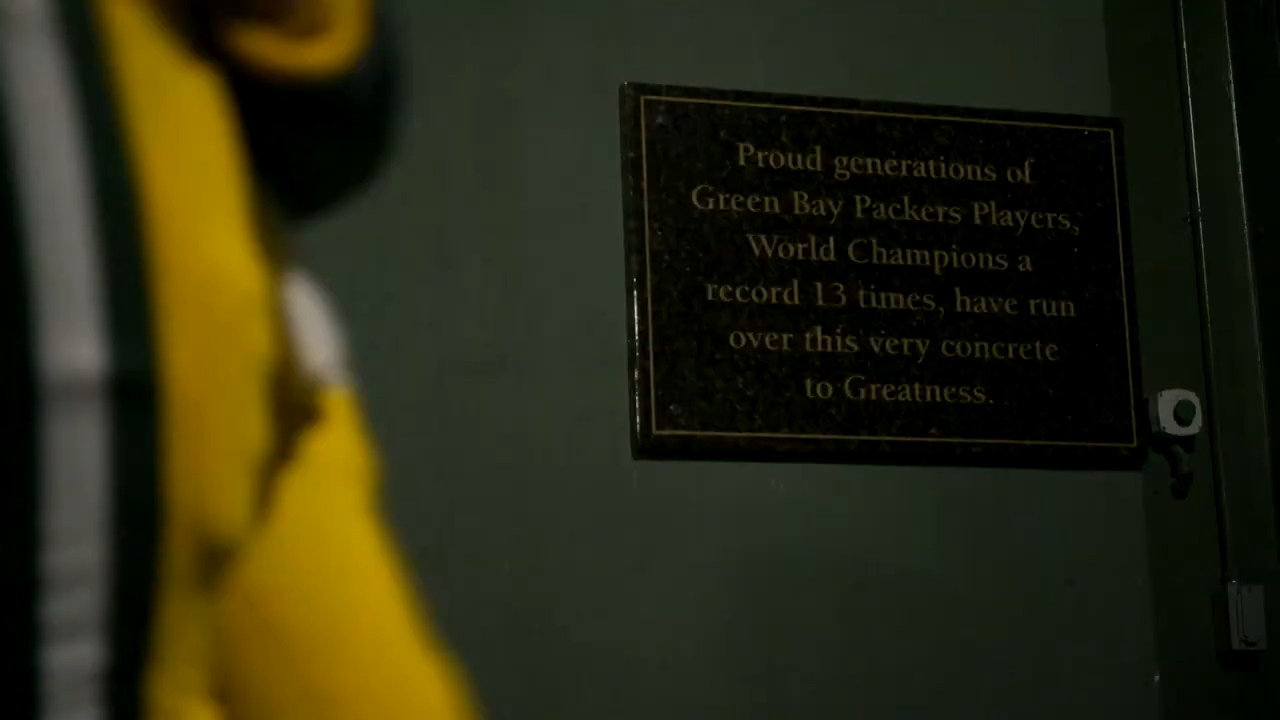 Proud generations of
Green Bay Packers Players,
World Champions a
record 13 times, have run
over this very concrete
to Greatness.